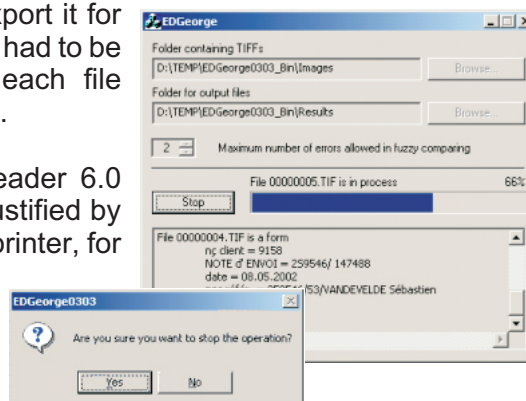 xport it for
had to be
each file
.
eader 6.0
ustified by
printer, for
EDGeorge
Folder containing TIFFs
D:\TEMP\EDGeorge0303_Bin\Images
Browse...
Folder for output files
D:\TEMP\EDGeorge0303_Bin\Results
Browse...
2
Maximum number of errors allowed in fuzzy comparing
File 00000005.TIF is in process
66%
Stop
File 00000004.TIF is a form
nç client = 9158
NOTE d' ENVOI = 259546/ 147488
date = 08.05.2002
/53/VANDEVELDE Sébastien
EDGeorge0303
Are you sure you want to stop the operation?
Yes
No